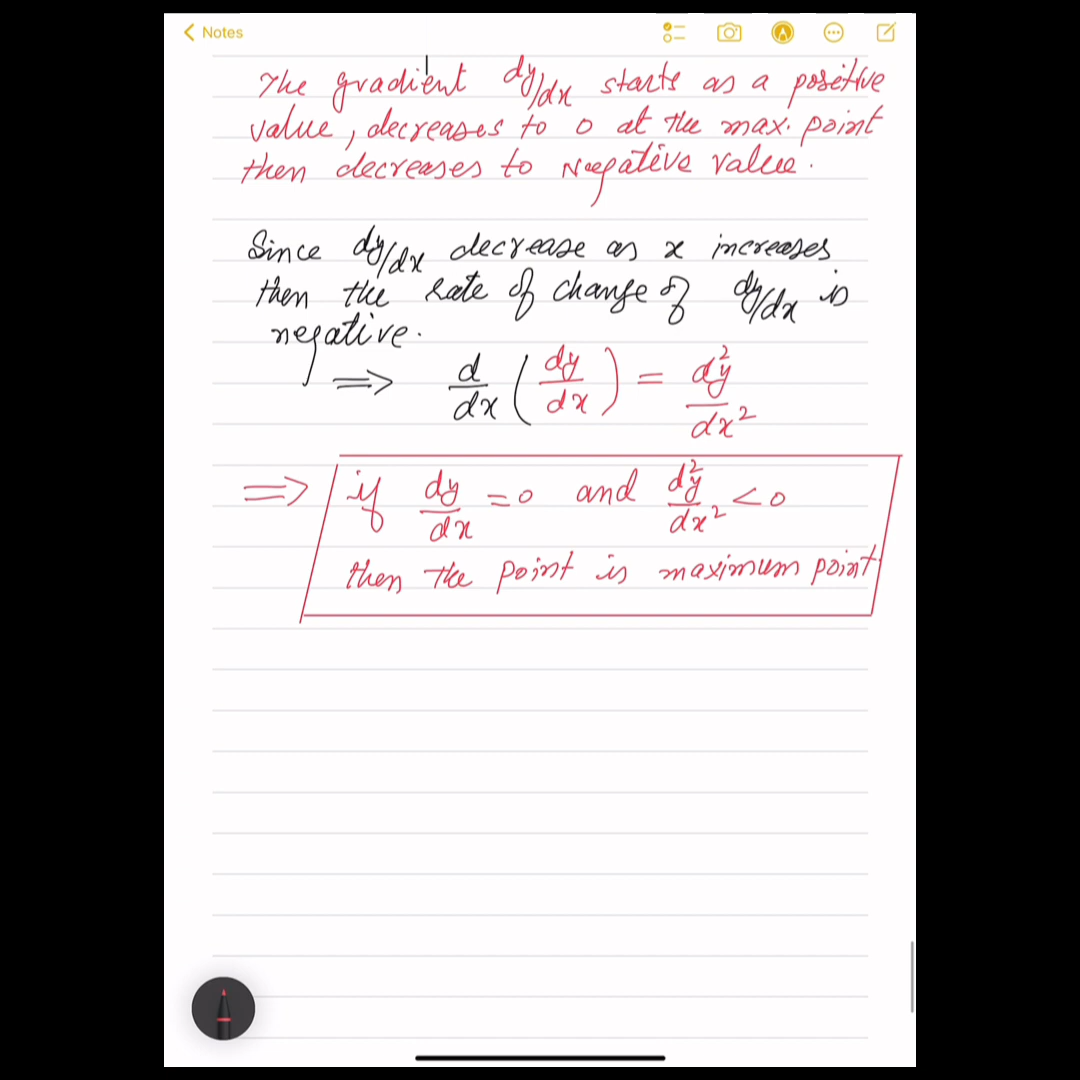 Notes
The gradient dy/dx starts as a positive
value, decreases to 0 at the max. point
then decreases to Neegative value.
Since dy/dx decrease as x increases
then the rate of change of dy/dx is
negative.
⇒ d/dx (dy/dx) = d²y/dx²
⇒ if dy/dx = 0 and d²y/dx² < 0
then the point is maximum point